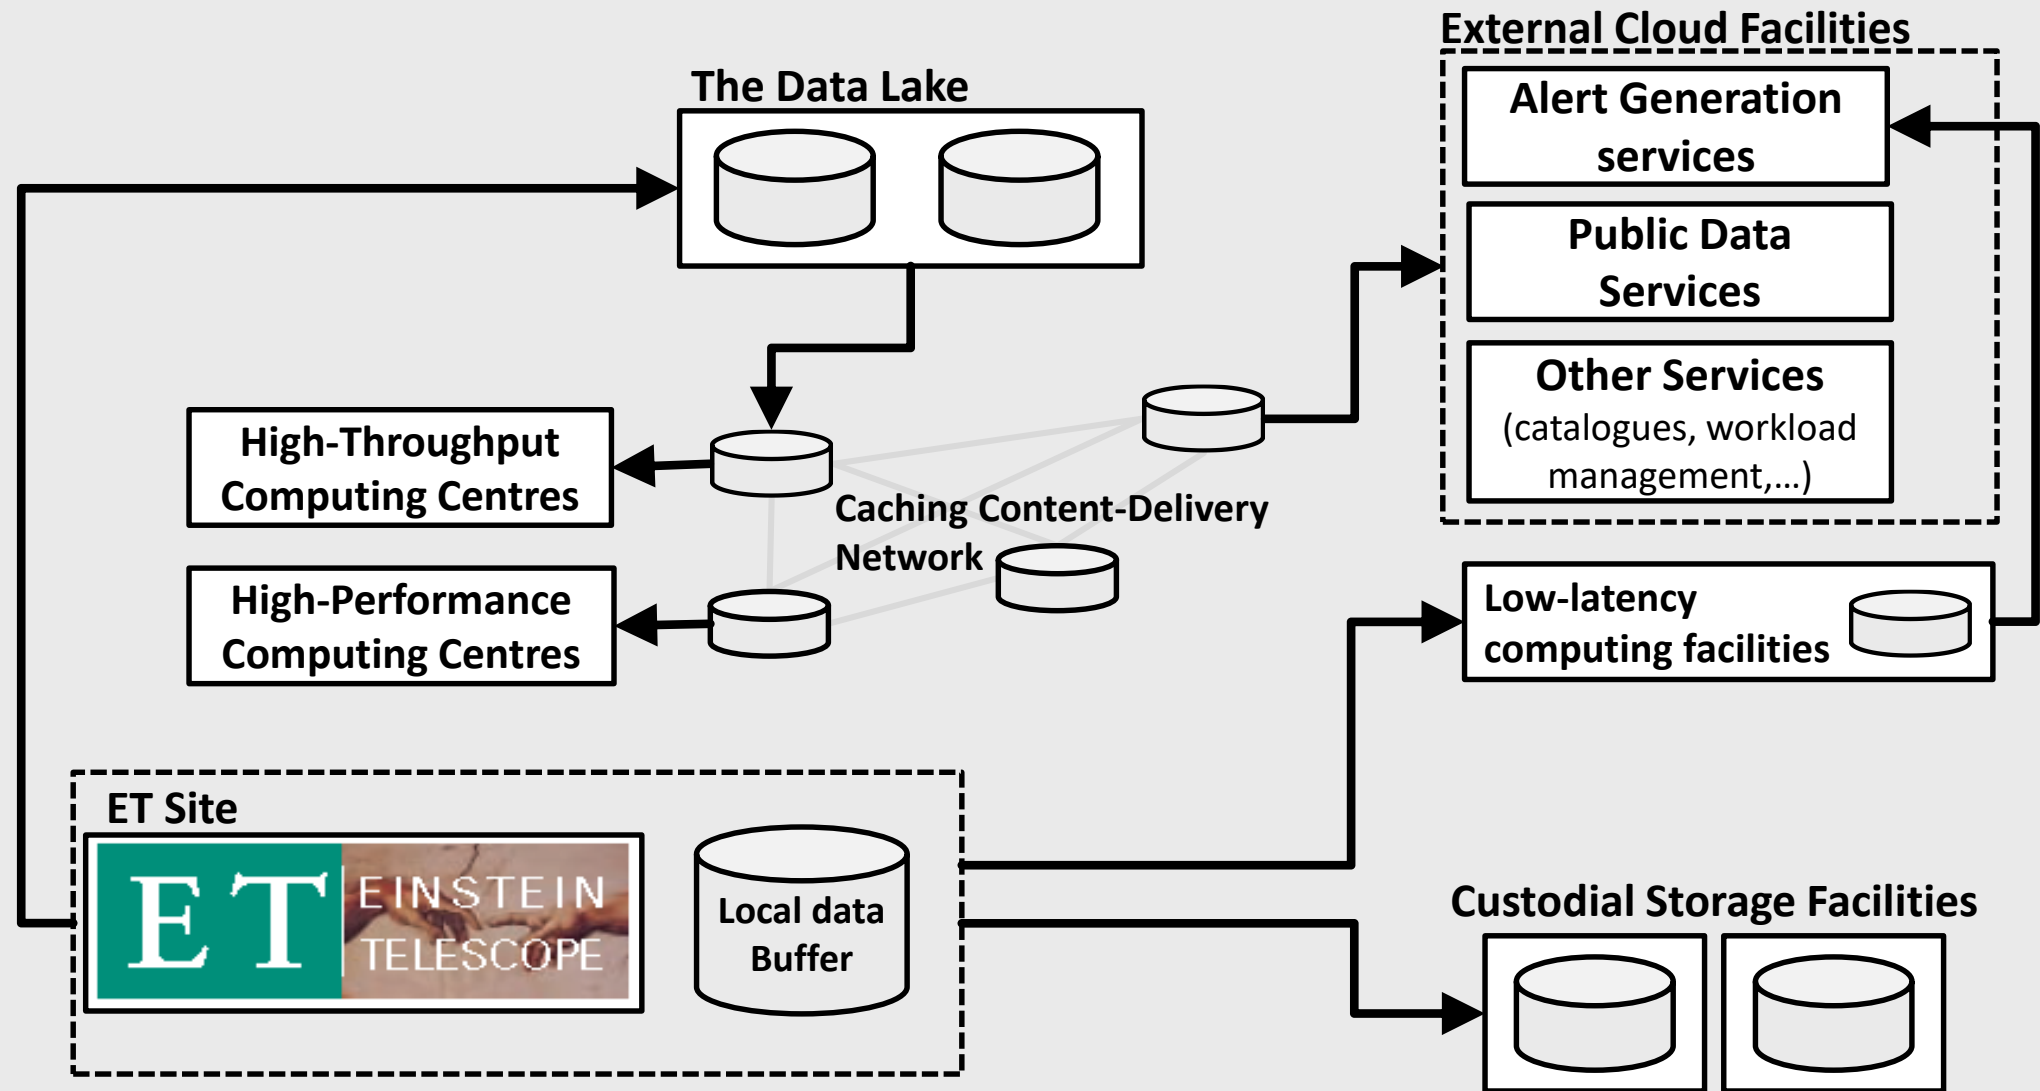 External Cloud Facilities
The Data Lake
Alert Generation
services
Public Data
Services
Other Services
(catalogues, workload
management,...)
High-Throughput
Computing Centres
Caching Content-Delivery
Network
High-Performance
Computing Centres
Low-latency
computing facilities
ET Site
ET
EINSTEIN
TELESCOPE
Local data
Buffer
Custodial Storage Facilities